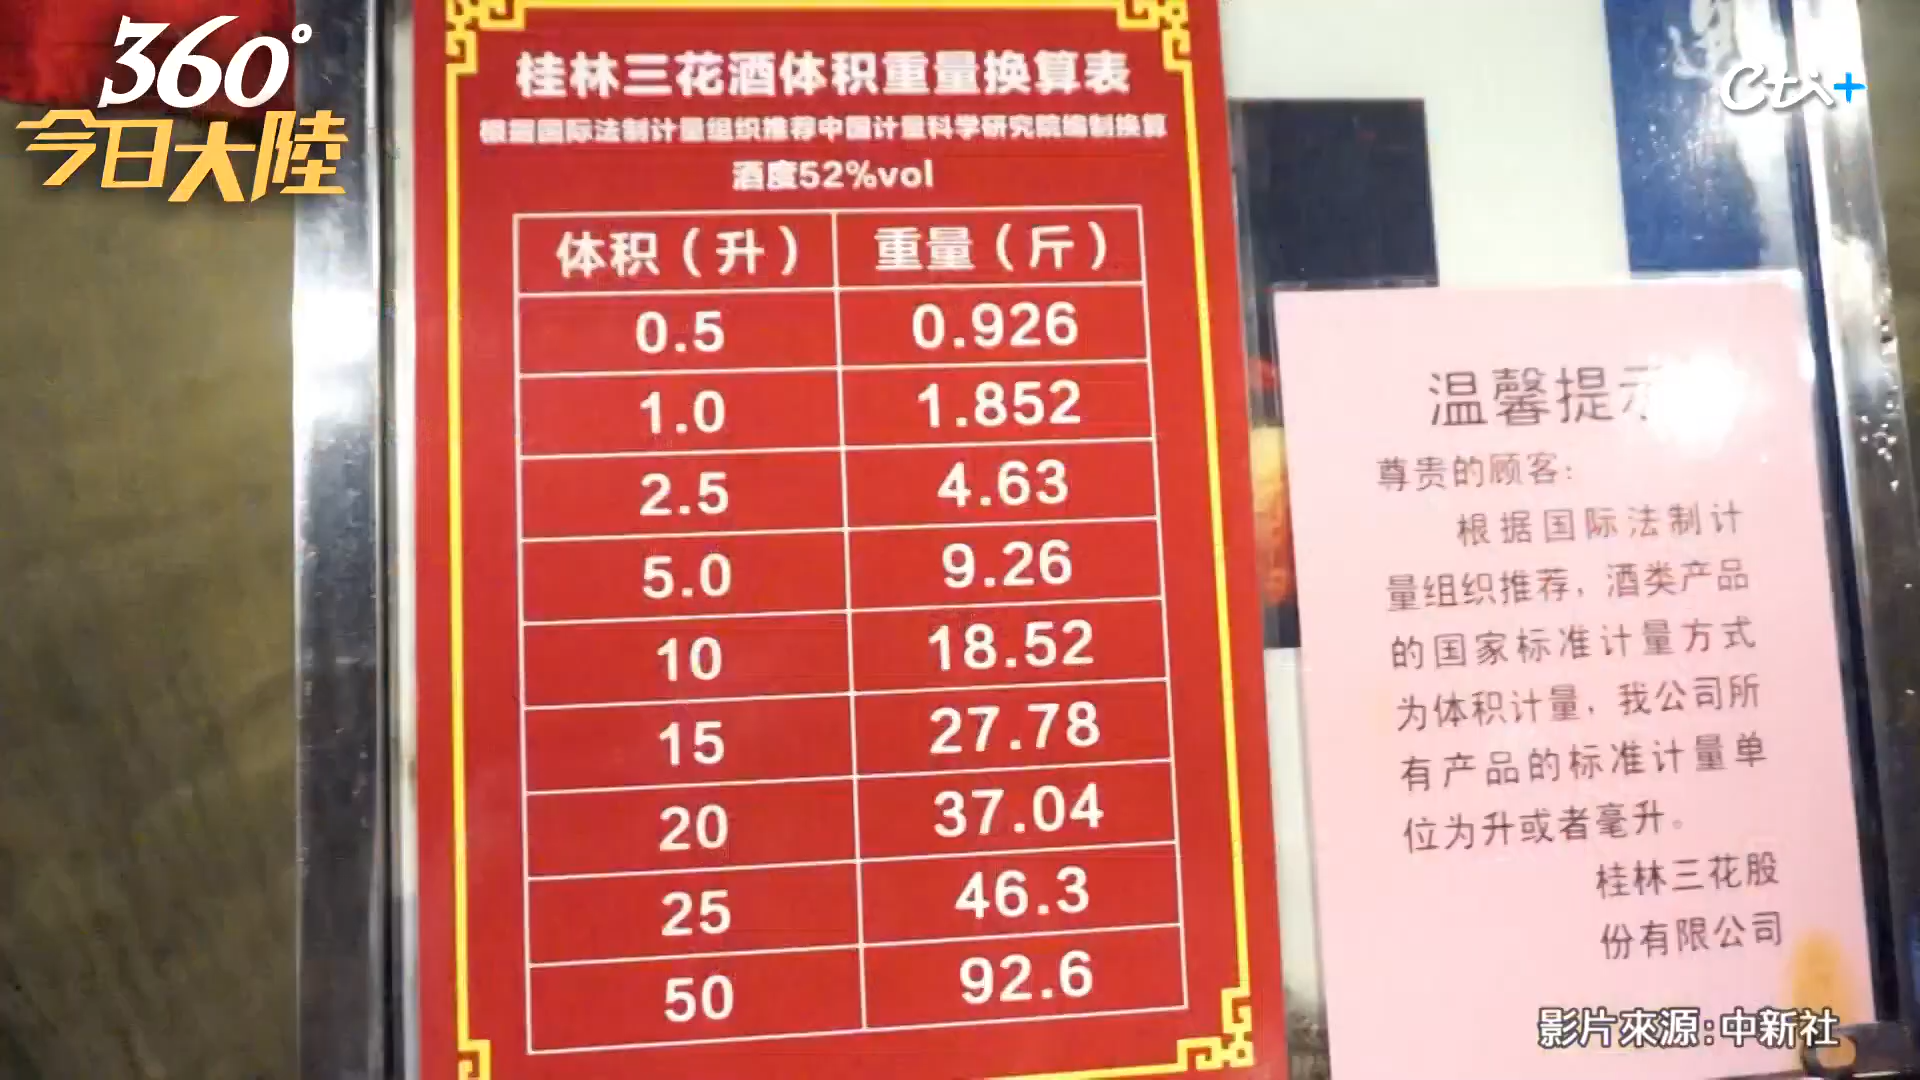 360°
今日大陸
Cti+
桂林三花酒体积重量换算表
根据国际法制计量组织推荐中国计量科学研究院编制换算
酒度52%vol
体积（升） 重量（斤）
0.5 0.926
1.0 1.852
2.5 4.63
5.0 9.26
10 18.52
15 27.78
20 37.04
25 46.3
50 92.6
温馨提示
尊贵的顾客：
根据国际法制计
量组织推荐，酒类产品
的国家标准计量方式
为体积计量，我公司所
有产品的标准计量单
位为升或者毫升。
桂林三花股
份有限公司
影片來源:中新社